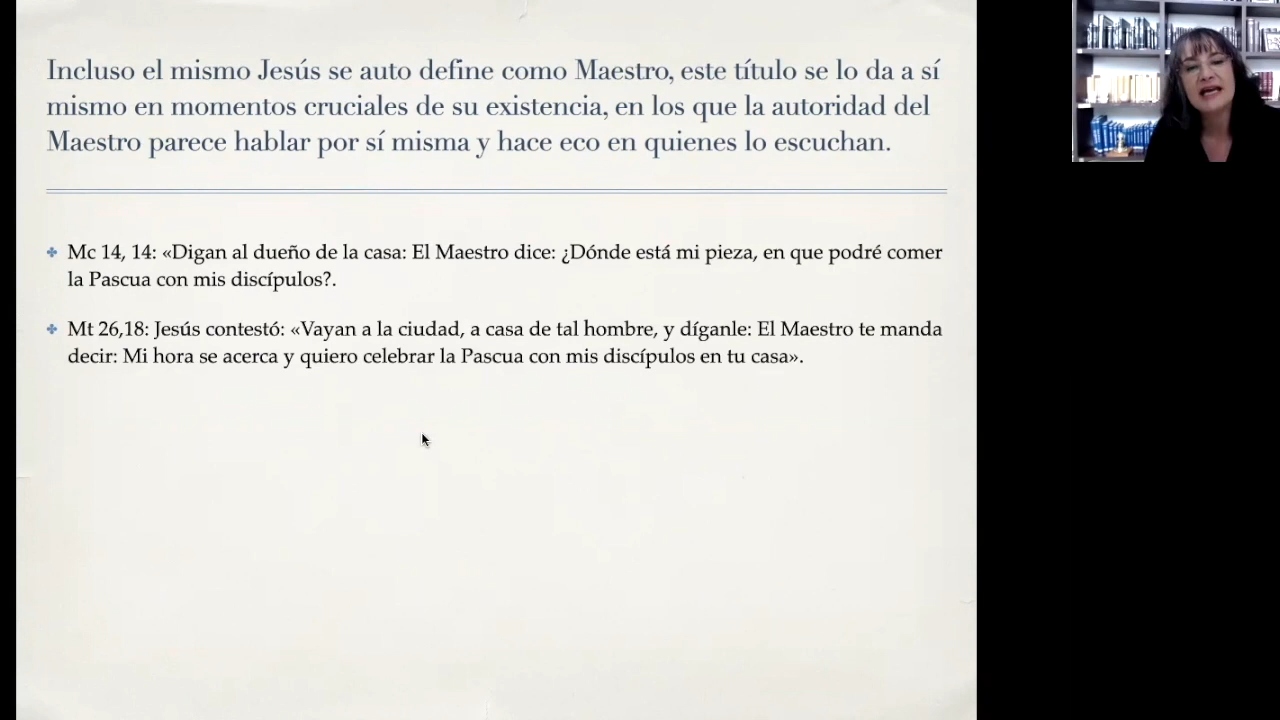 Incluso el mismo Jesús se auto define como Maestro, este título se lo da a sí
mismo en momentos cruciales de su existencia, en los que la autoridad del
Maestro parece hablar por sí misma y hace eco en quienes lo escuchan.
Mc 14, 14: «Digan al dueño de la casa: El Maestro dice: ¿Dónde está mi pieza, en que podré comer
la Pascua con mis discípulos?.
Mt 26,18: Jesús contestó: «Vayan a la ciudad, a casa de tal hombre, y díganle: El Maestro te manda
decir: Mi hora se acerca y quiero celebrar la Pascua con mis discípulos en tu casa».